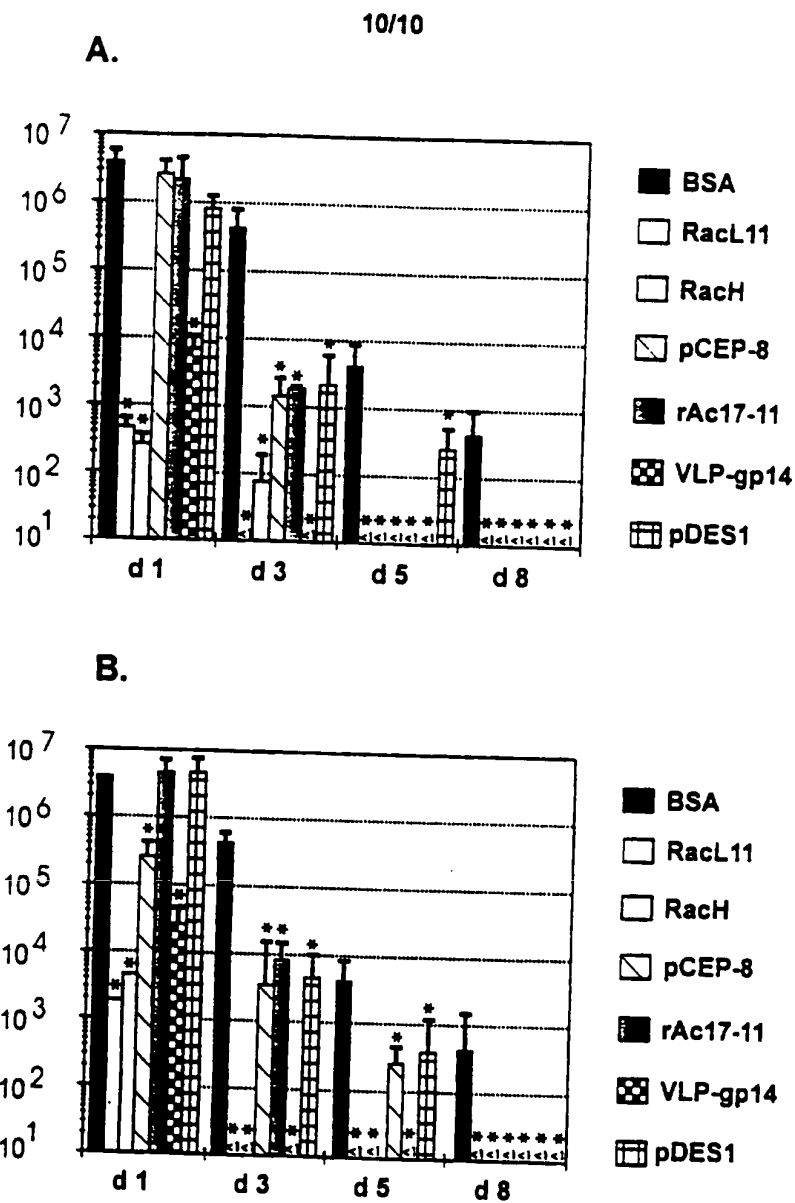 10/10
A.
10^7
10^6
10^5
10^4
10^3
10^2
10^1
d 1
d 3
d 5
d 8
BSA
RacL11
RacH
pCEP-8
rAc17-11
VLP-gp14
pDES1
B.
10^7
10^6
10^5
10^4
10^3
10^2
10^1
d 1
d 3
d 5
d 8
BSA
RacL11
RacH
pCEP-8
rAc17-11
VLP-gp14
pDES1